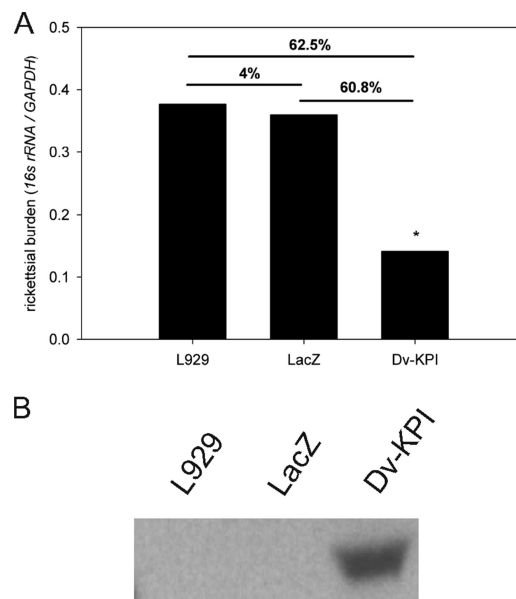 A
rickettsial burden (16s rRNA / GAPDH)
0.5
0.4
0.3
0.2
0.1
0.0
62.5%
4%
60.8%
*
L929
LacZ
Dv-KPI
B
L929
LacZ
Dv-KPI